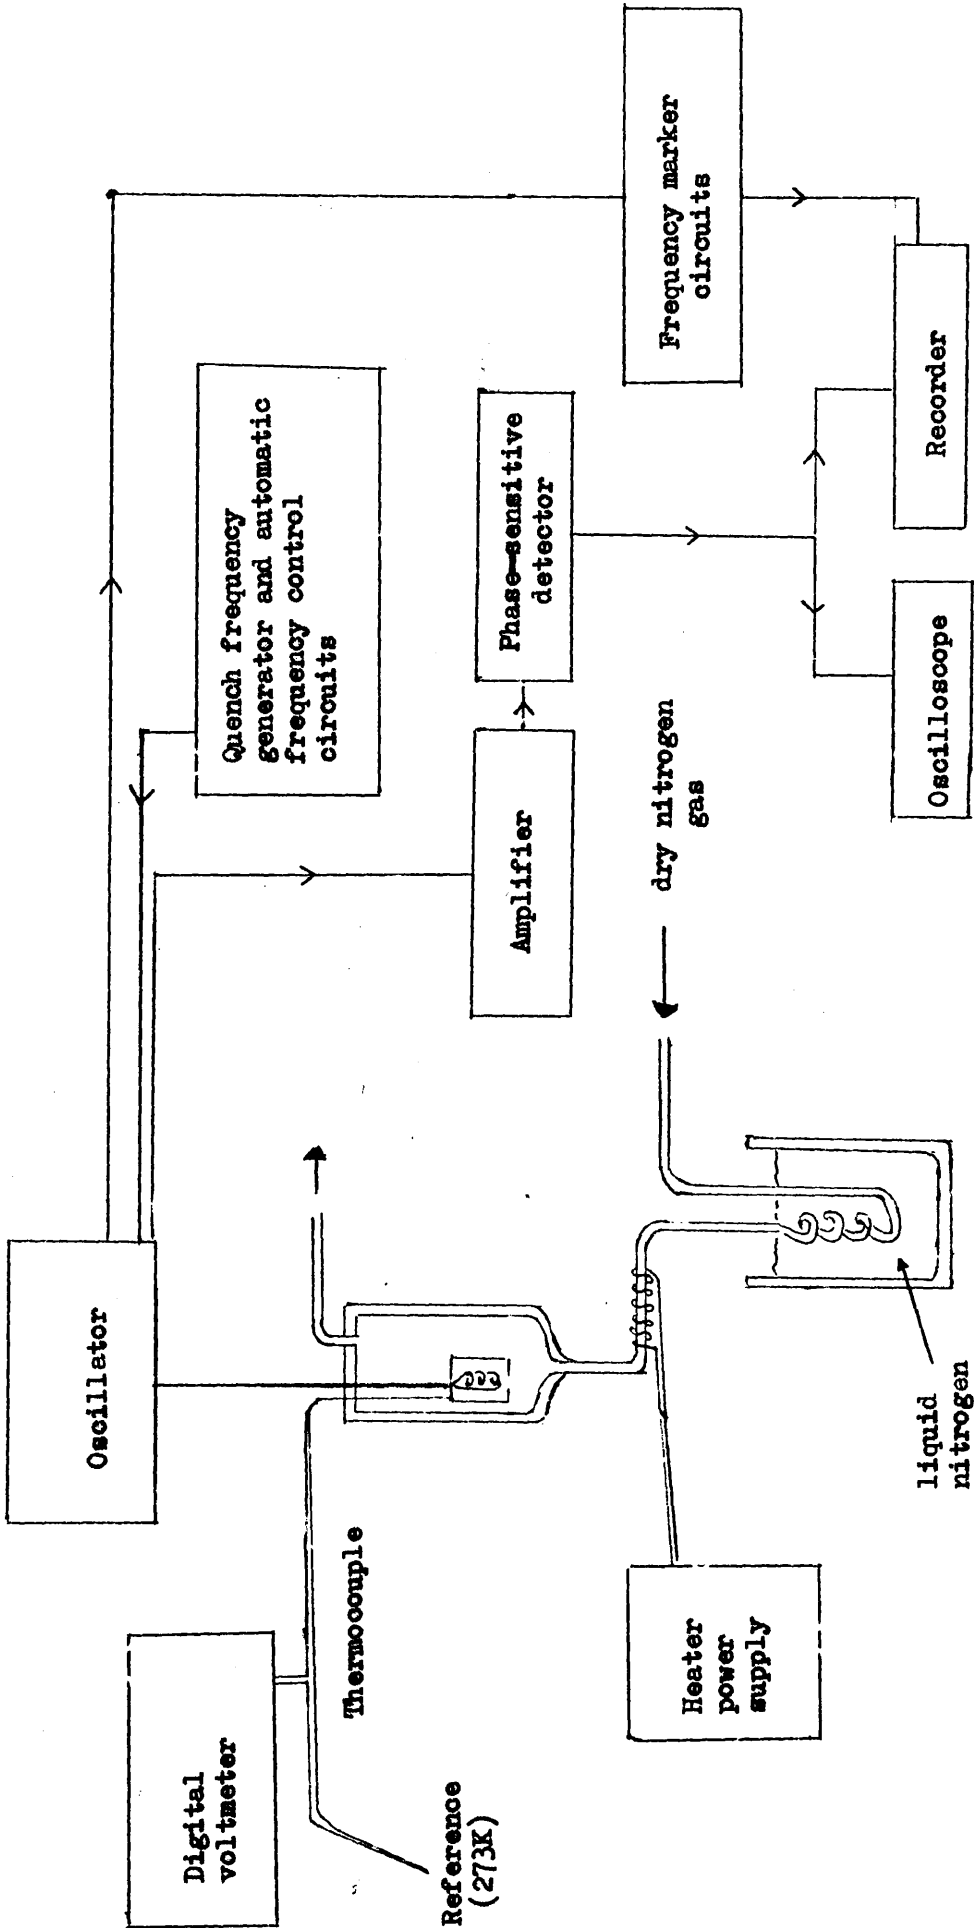 Digital
voltmeter
Reference
(273K)
Thermocouple
Oscillator
Heater
power
supply
liquid
nitrogen
dry nitrogen
gas
Quench frequency
generator and automatic
frequency control
circuits
Amplifier
Phase-sensitive
detector
Oscilloscope
Recorder
Frequency marker
circuits